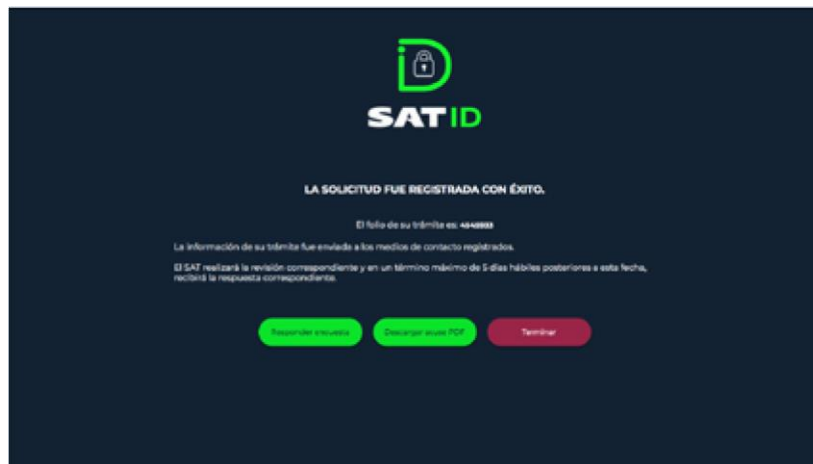 SAT ID
LA SOLICITUD FUE REGISTRADA CON ÉXITO.
El folio de su trámite es:
La información de su trámite fue enviada a los medios de contacto registrados.
El SAT realizará la revisión correspondiente y en un término máximo de 5 días hábiles posteriores a esta fecha,
recibirá la respuesta correspondiente.
Responder encuesta Descargar acuse PDF Terminar